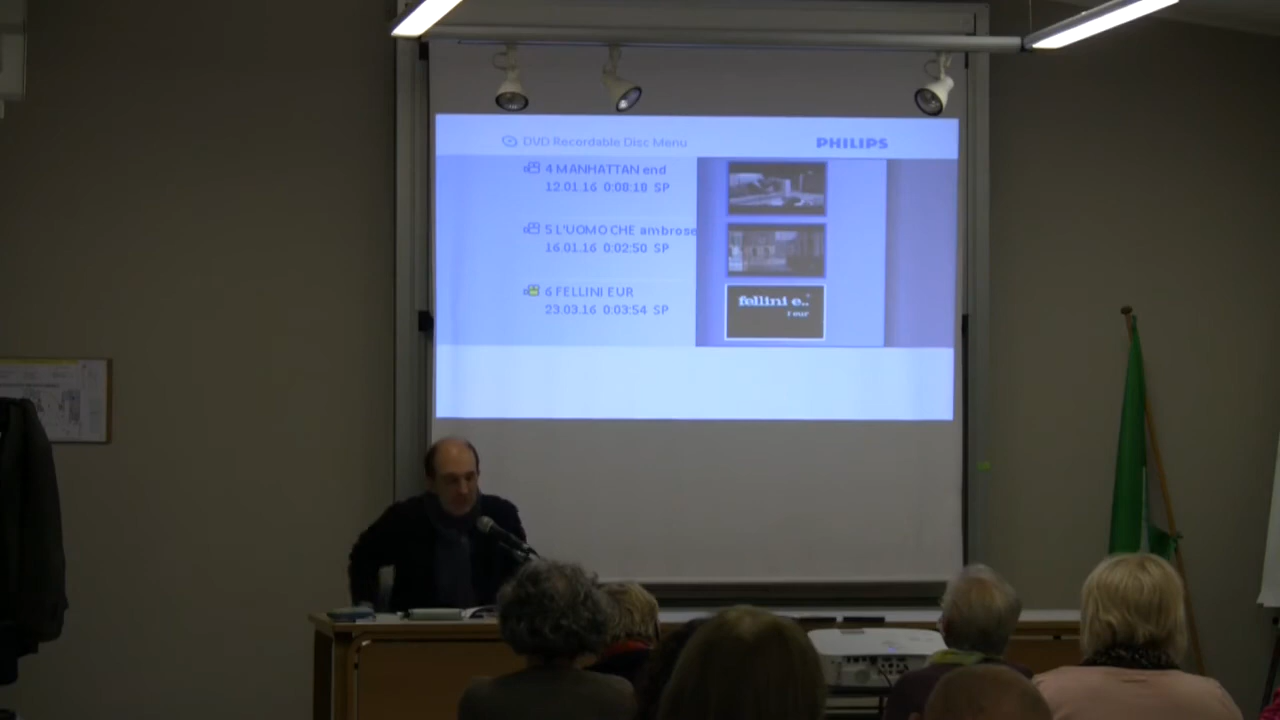 DVD Recordable Disc Menu
PHILIPS
4 MANHATTAN end
12.01.16 0:08:18 SP
5 L'UOMO CHE ambrose
16.01.16 0:02:50 SP
6 FELLINI EUR
23.03.16 0:03:54 SP
fellini e..
l eur